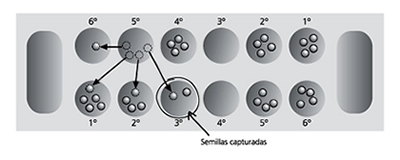 6º 5º 4º 3º 2º 1º
1º 2º 3º 4º 5º 6º
Semillas capturadas